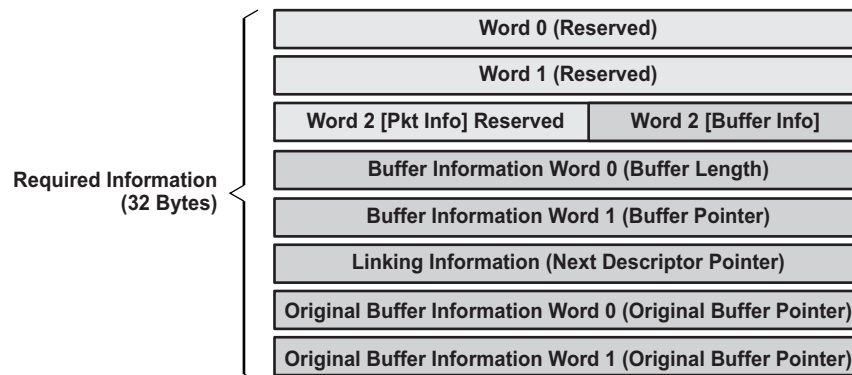 Word 0 (Reserved)
Word 1 (Reserved)
Word 2 [Pkt Info] Reserved
Word 2 [Buffer Info]
Buffer Information Word 0 (Buffer Length)
Required Information
(32 Bytes)
Buffer Information Word 1 (Buffer Pointer)
Linking Information (Next Descriptor Pointer)
Original Buffer Information Word 0 (Original Buffer Pointer)
Original Buffer Information Word 1 (Original Buffer Pointer)